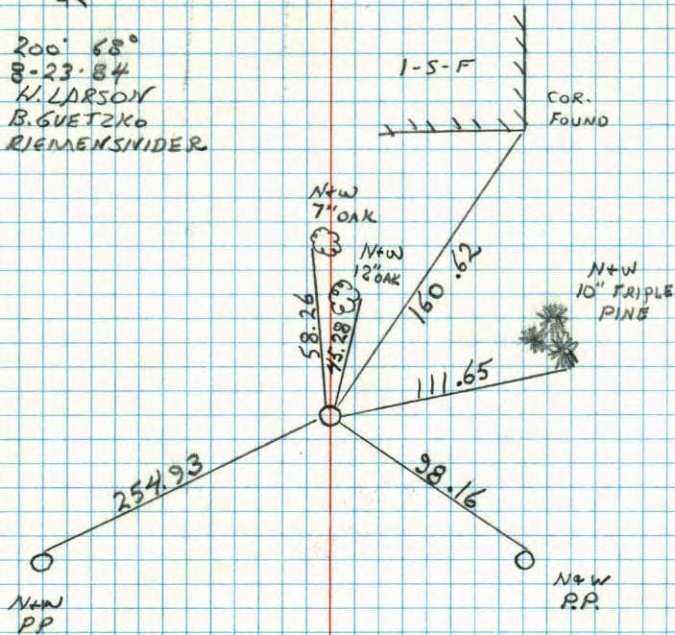 200' 68°
8-23-84
W. LARSON
B. GUETZKO
RIEMENSNIDER
1-S-F
COR.
FOUND
N+W
7" OAK
N+W
12" OAK
58.26
45.28
160.62
N+W
10" TRIPLE
PINE
111.65
254.93
98.16
N+W
PP
N+W
P.P.